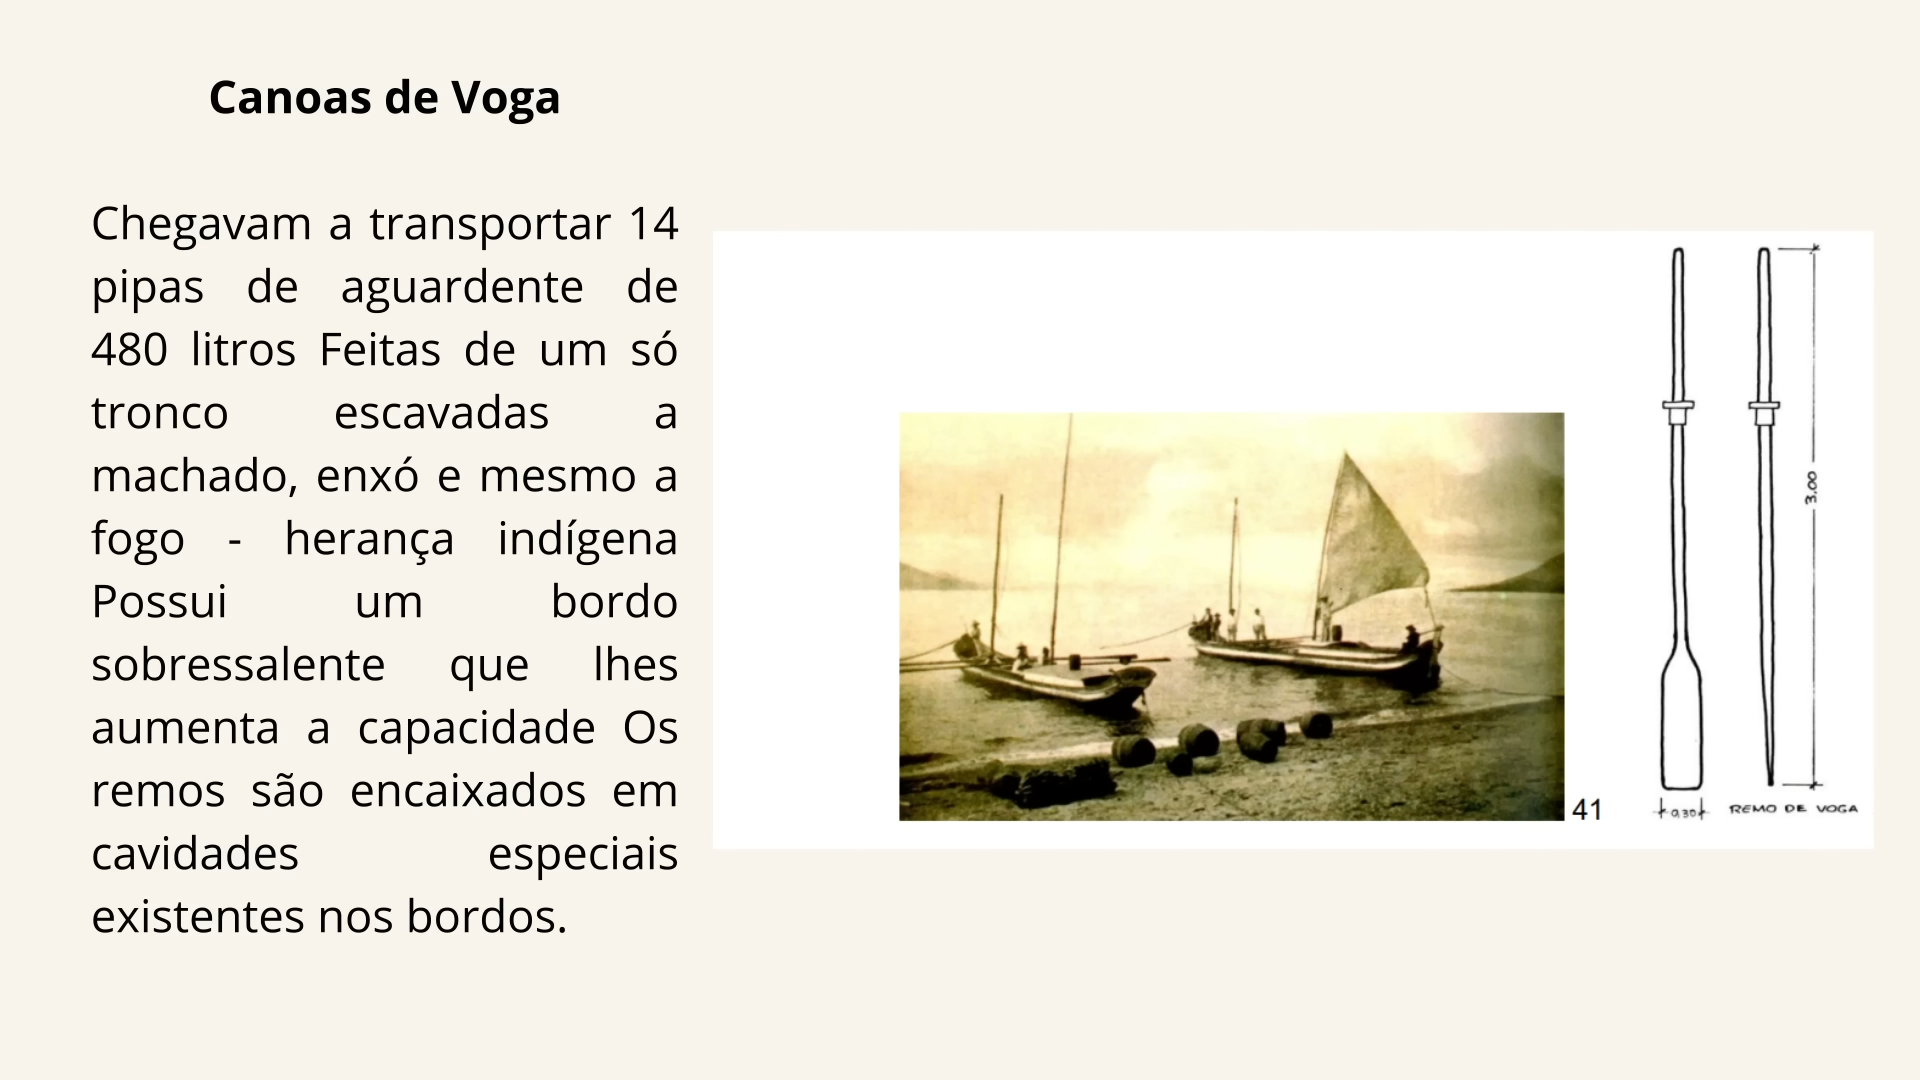 Canoas de Voga
Chegavam a transportar 14
pipas de aguardente de
480 litros Feitas de um só
tronco escavadas a
machado, enxó e mesmo a
fogo - herança indígena
Possui um bordo
sobressalente que lhes
aumenta a capacidade Os
remos são encaixados em
cavidades especiais
existentes nos bordos.
3.00
41
0,30
REMO DE VOGA